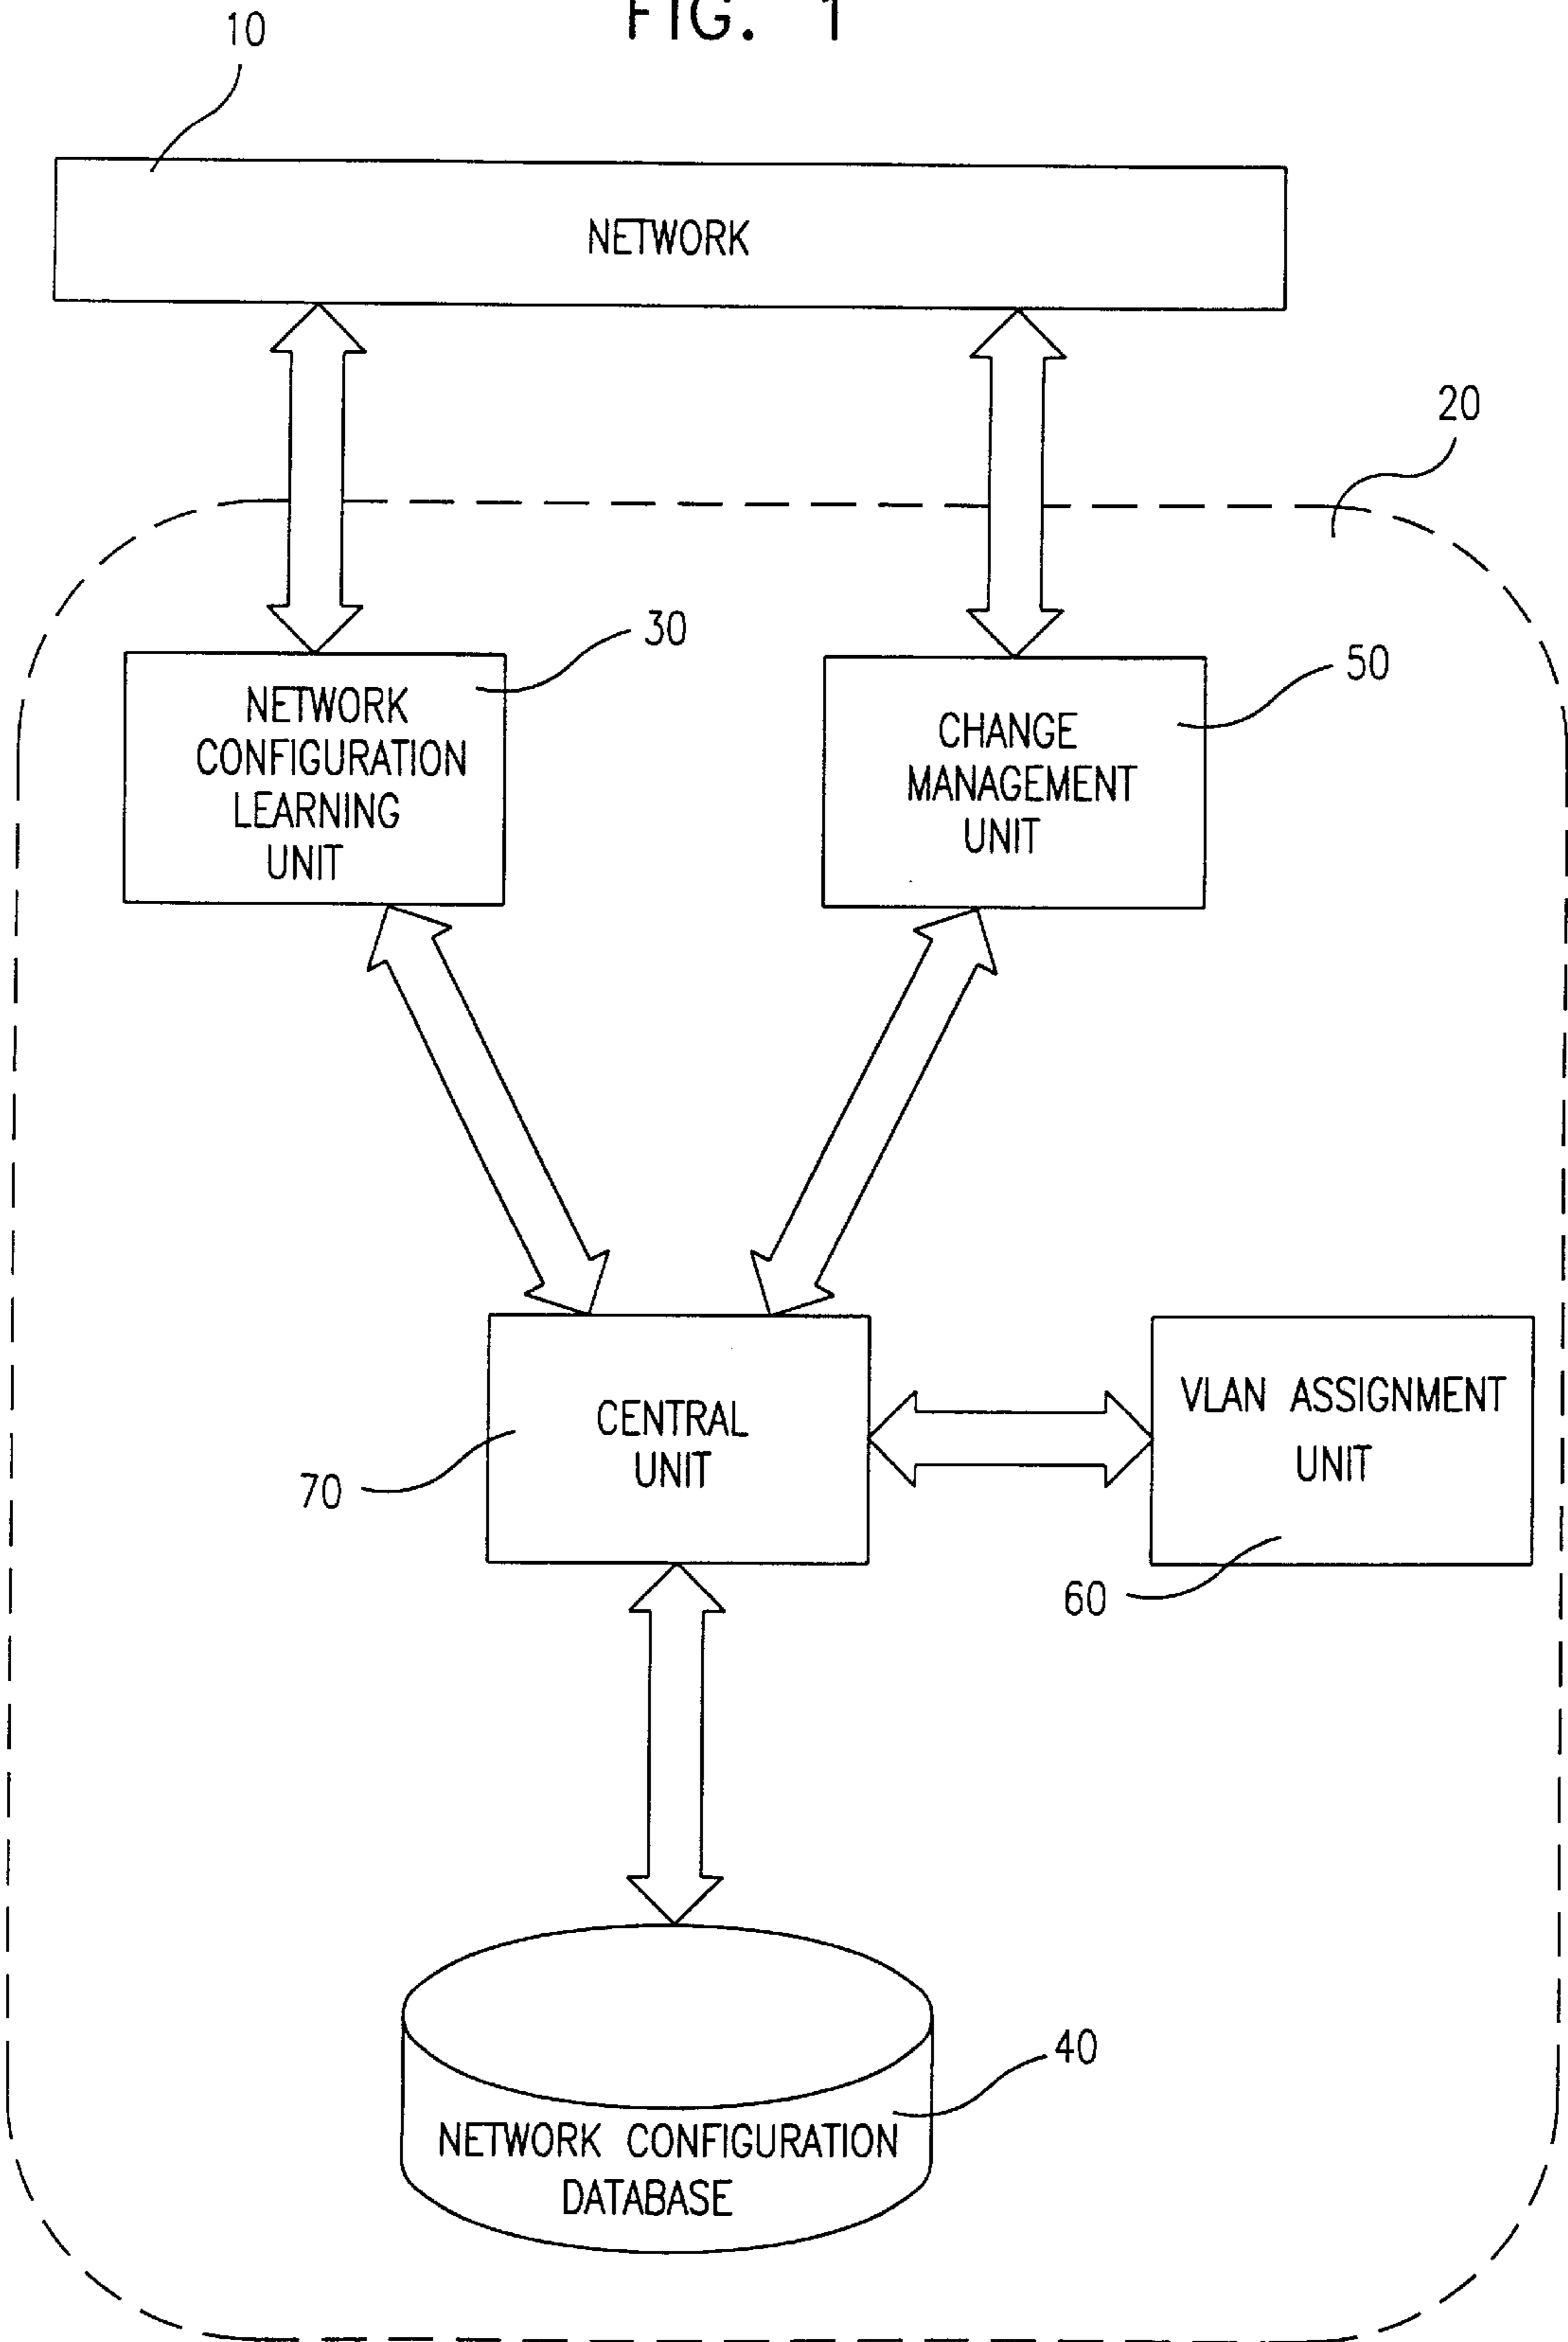 FIG. 1
10
NETWORK
20
30
NETWORK
CONFIGURATION
LEARNING
UNIT
50
CHANGE
MANAGEMENT
UNIT
CENTRAL
UNIT
70
VLAN ASSIGNMENT
UNIT
60
40
NETWORK CONFIGURATION
DATABASE